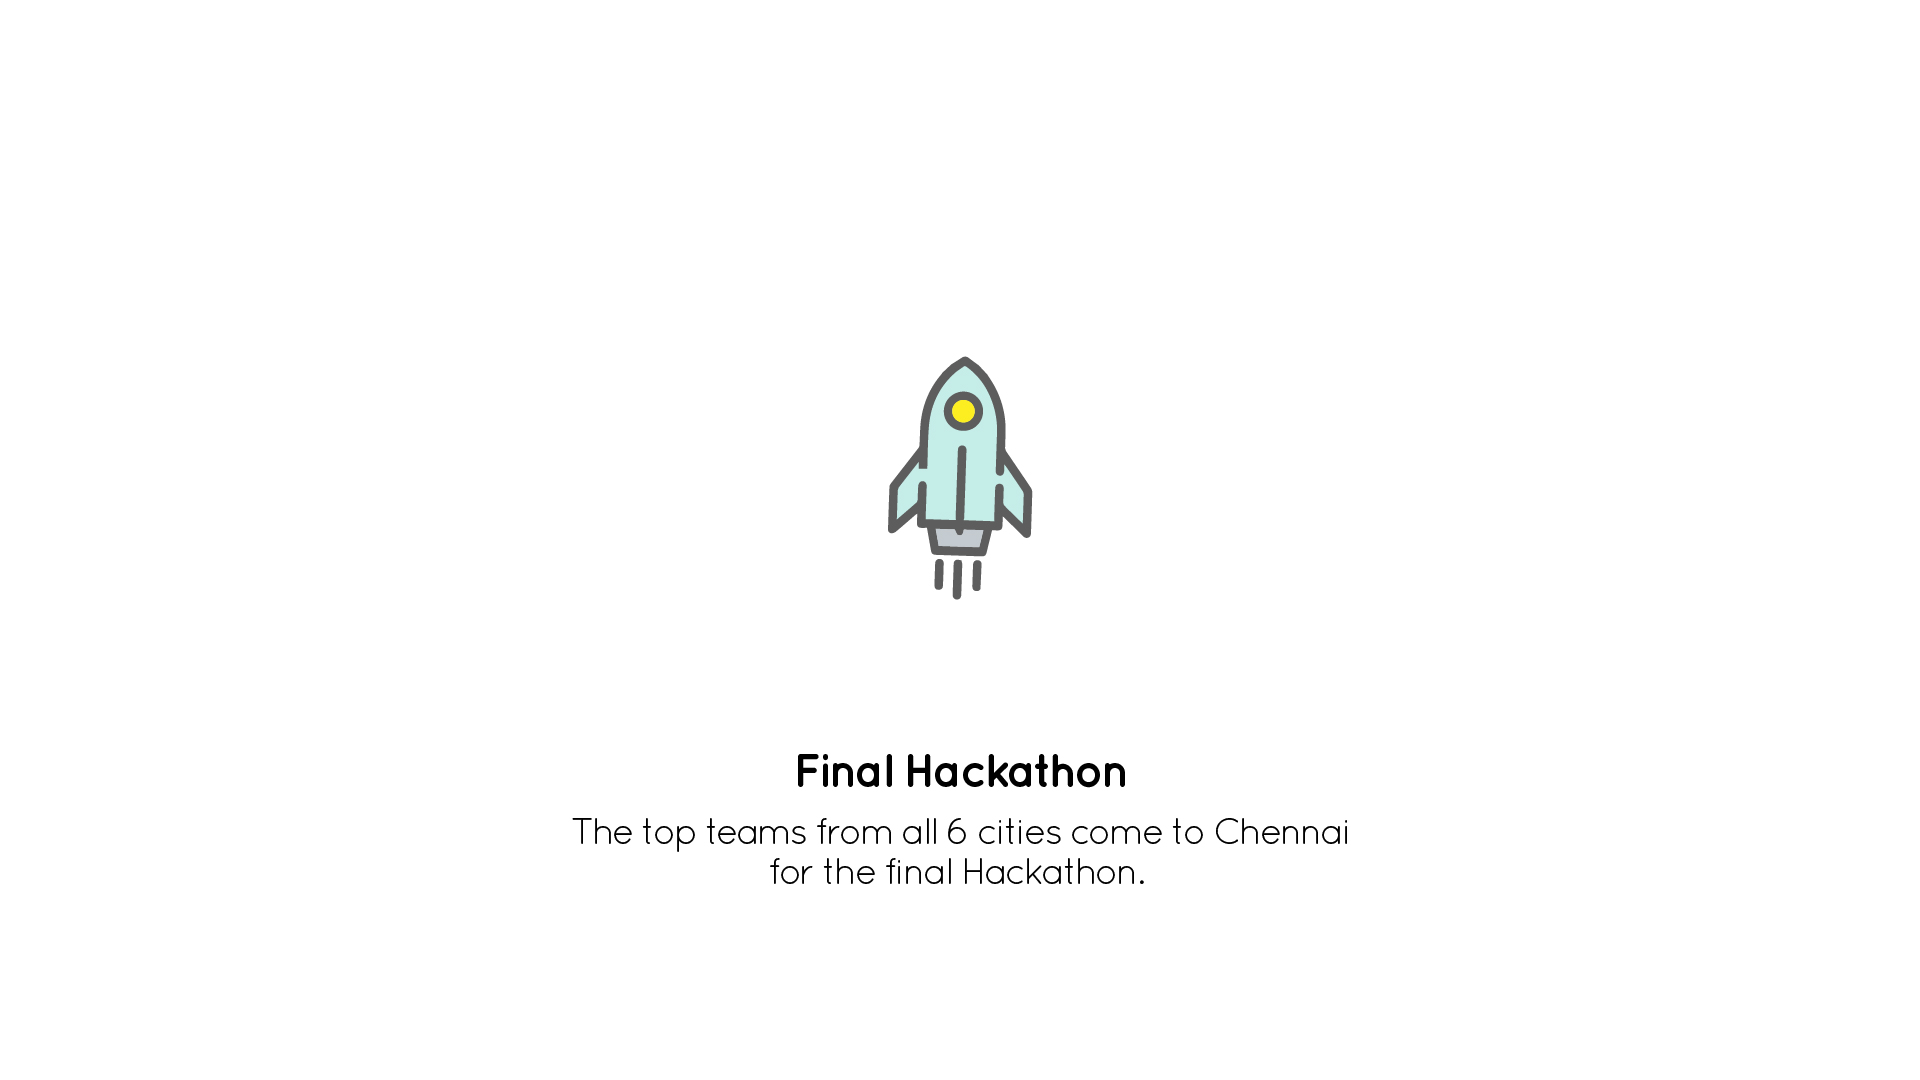 Final Hackathon
The top teams from all 6 cities come to Chennai
for the final Hackathon.